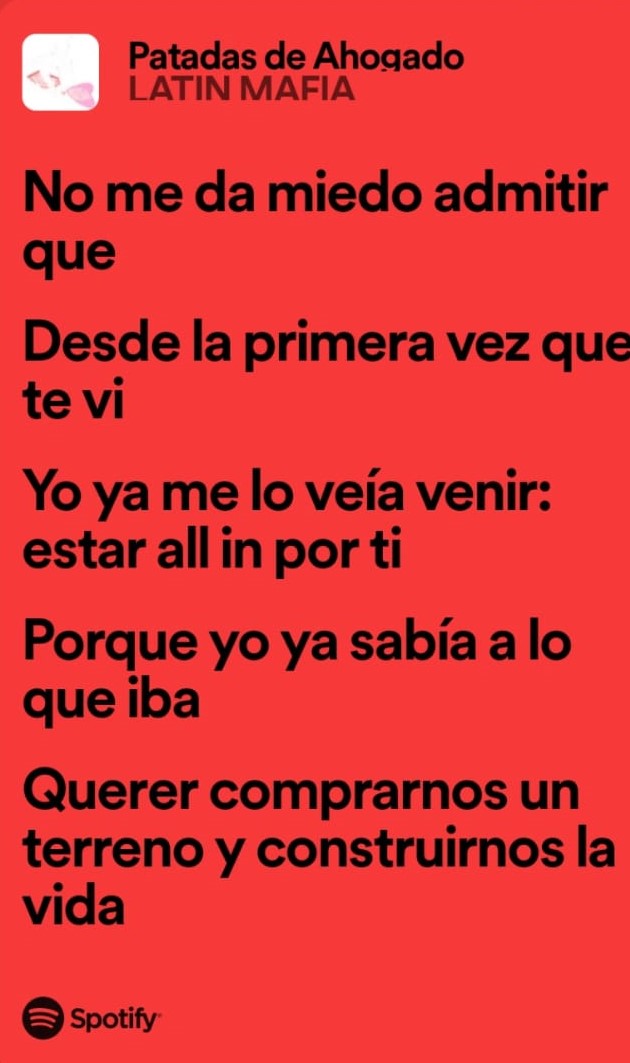 Patadas de Ahogado
LATIN MAFIA
No me da miedo admitir
que
Desde la primera vez que
te vi
Yo ya me lo veía venir:
estar all in por ti
Porque yo ya sabía a lo
que iba
Querer comprarnos un
terreno y construirnos la
vida
Spotify